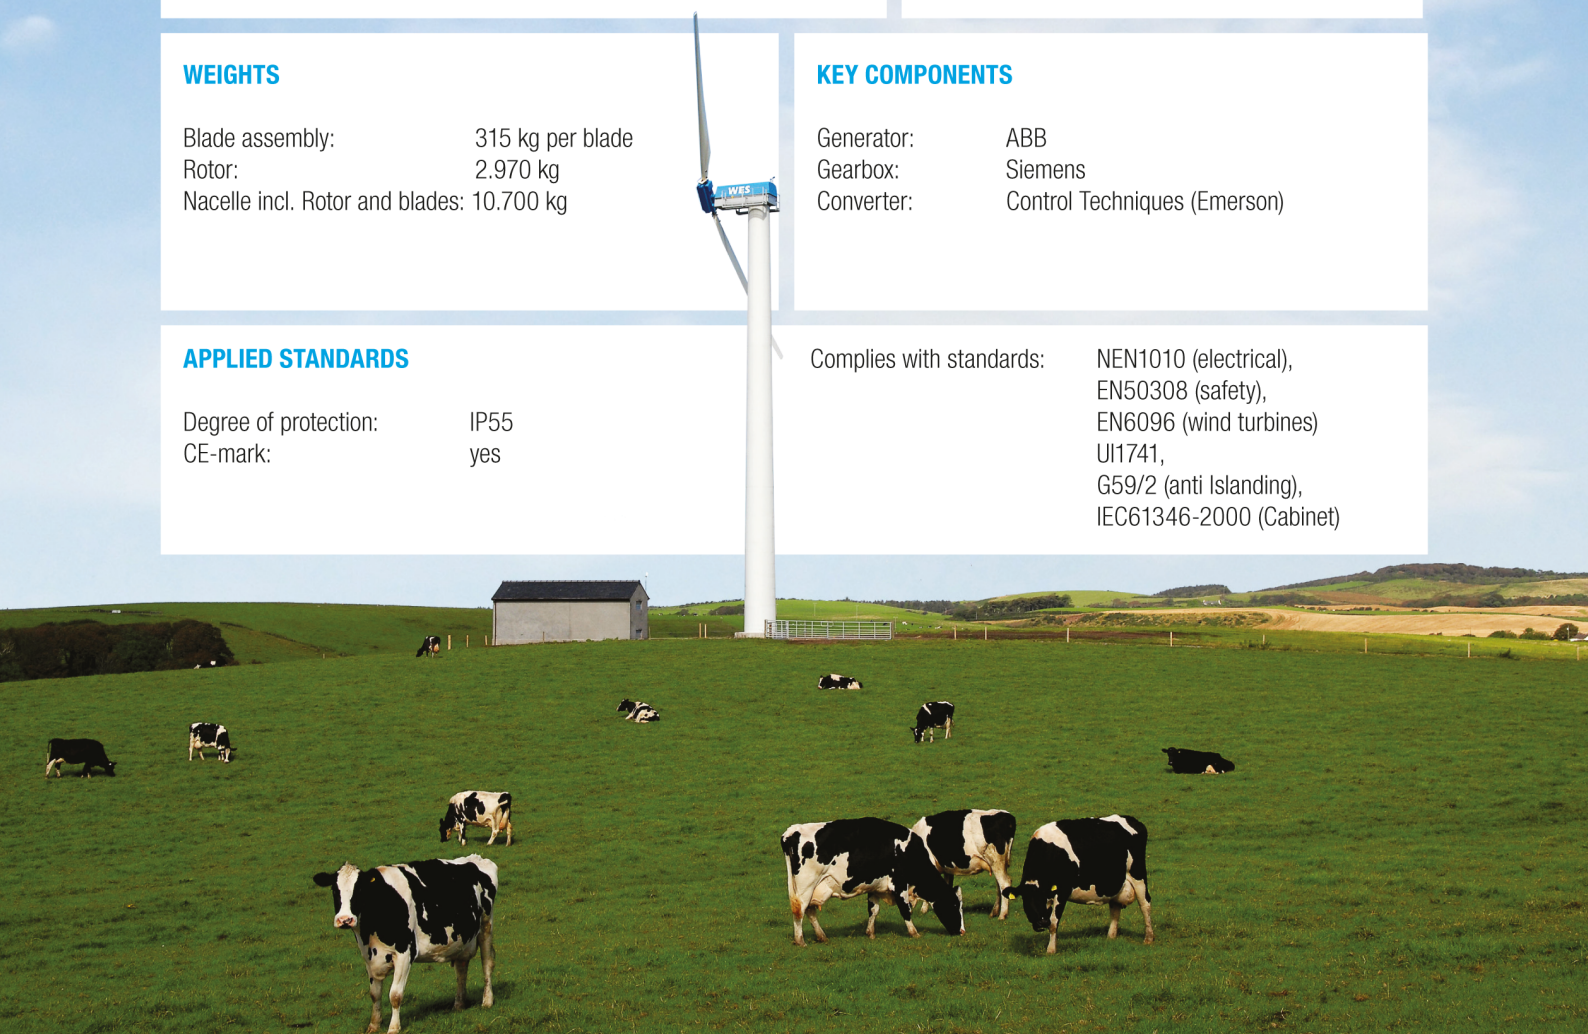 WEIGHTS
Blade assembly: 315 kg per blade
Rotor: 2.970 kg
Nacelle incl. Rotor and blades: 10.700 kg
KEY COMPONENTS
Generator: ABB
Gearbox: Siemens
Converter: Control Techniques (Emerson)
WES
APPLIED STANDARDS
Degree of protection: IP55
CE-mark: yes
Complies with standards: NEN1010 (electrical),
EN50308 (safety),
EN6096 (wind turbines)
UI1741,
G59/2 (anti Islanding),
IEC61346-2000 (Cabinet)